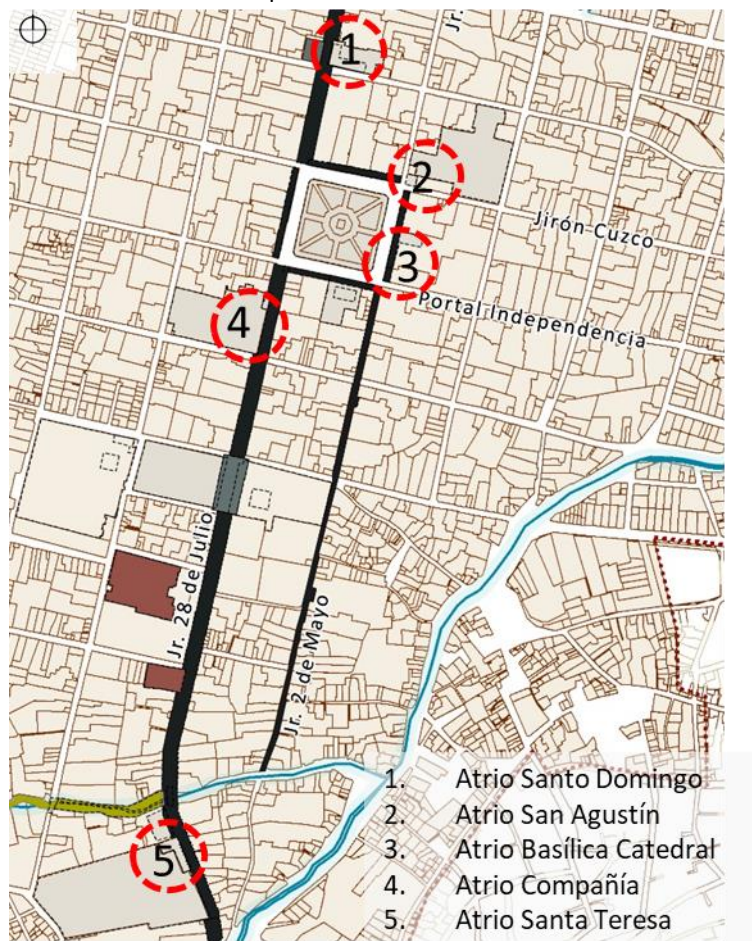 Jr.
1
2
Jirón Cuzco
3
Portal Independencia
4
Jr. 28 de Julio
Jr. 2 de Mayo
5
1. Atrio Santo Domingo
2. Atrio San Agustín
3. Atrio Basílica Catedral
4. Atrio Compañía
5. Atrio Santa Teresa